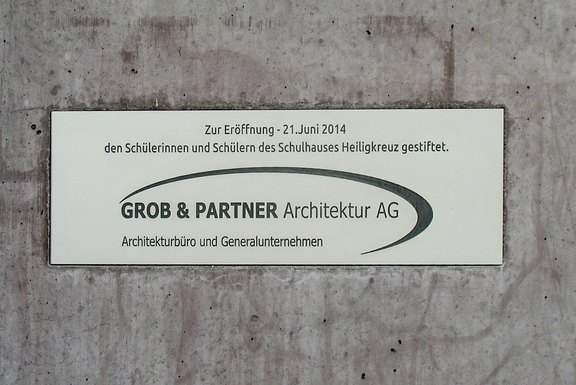 Zur Eröffnung - 21.Juni 2014
den Schülerinnen und Schülern des Schulhauses Heiligkreuz gestiftet.
GROB & PARTNER Architektur AG
Architekturbüro und Generalunternehmen